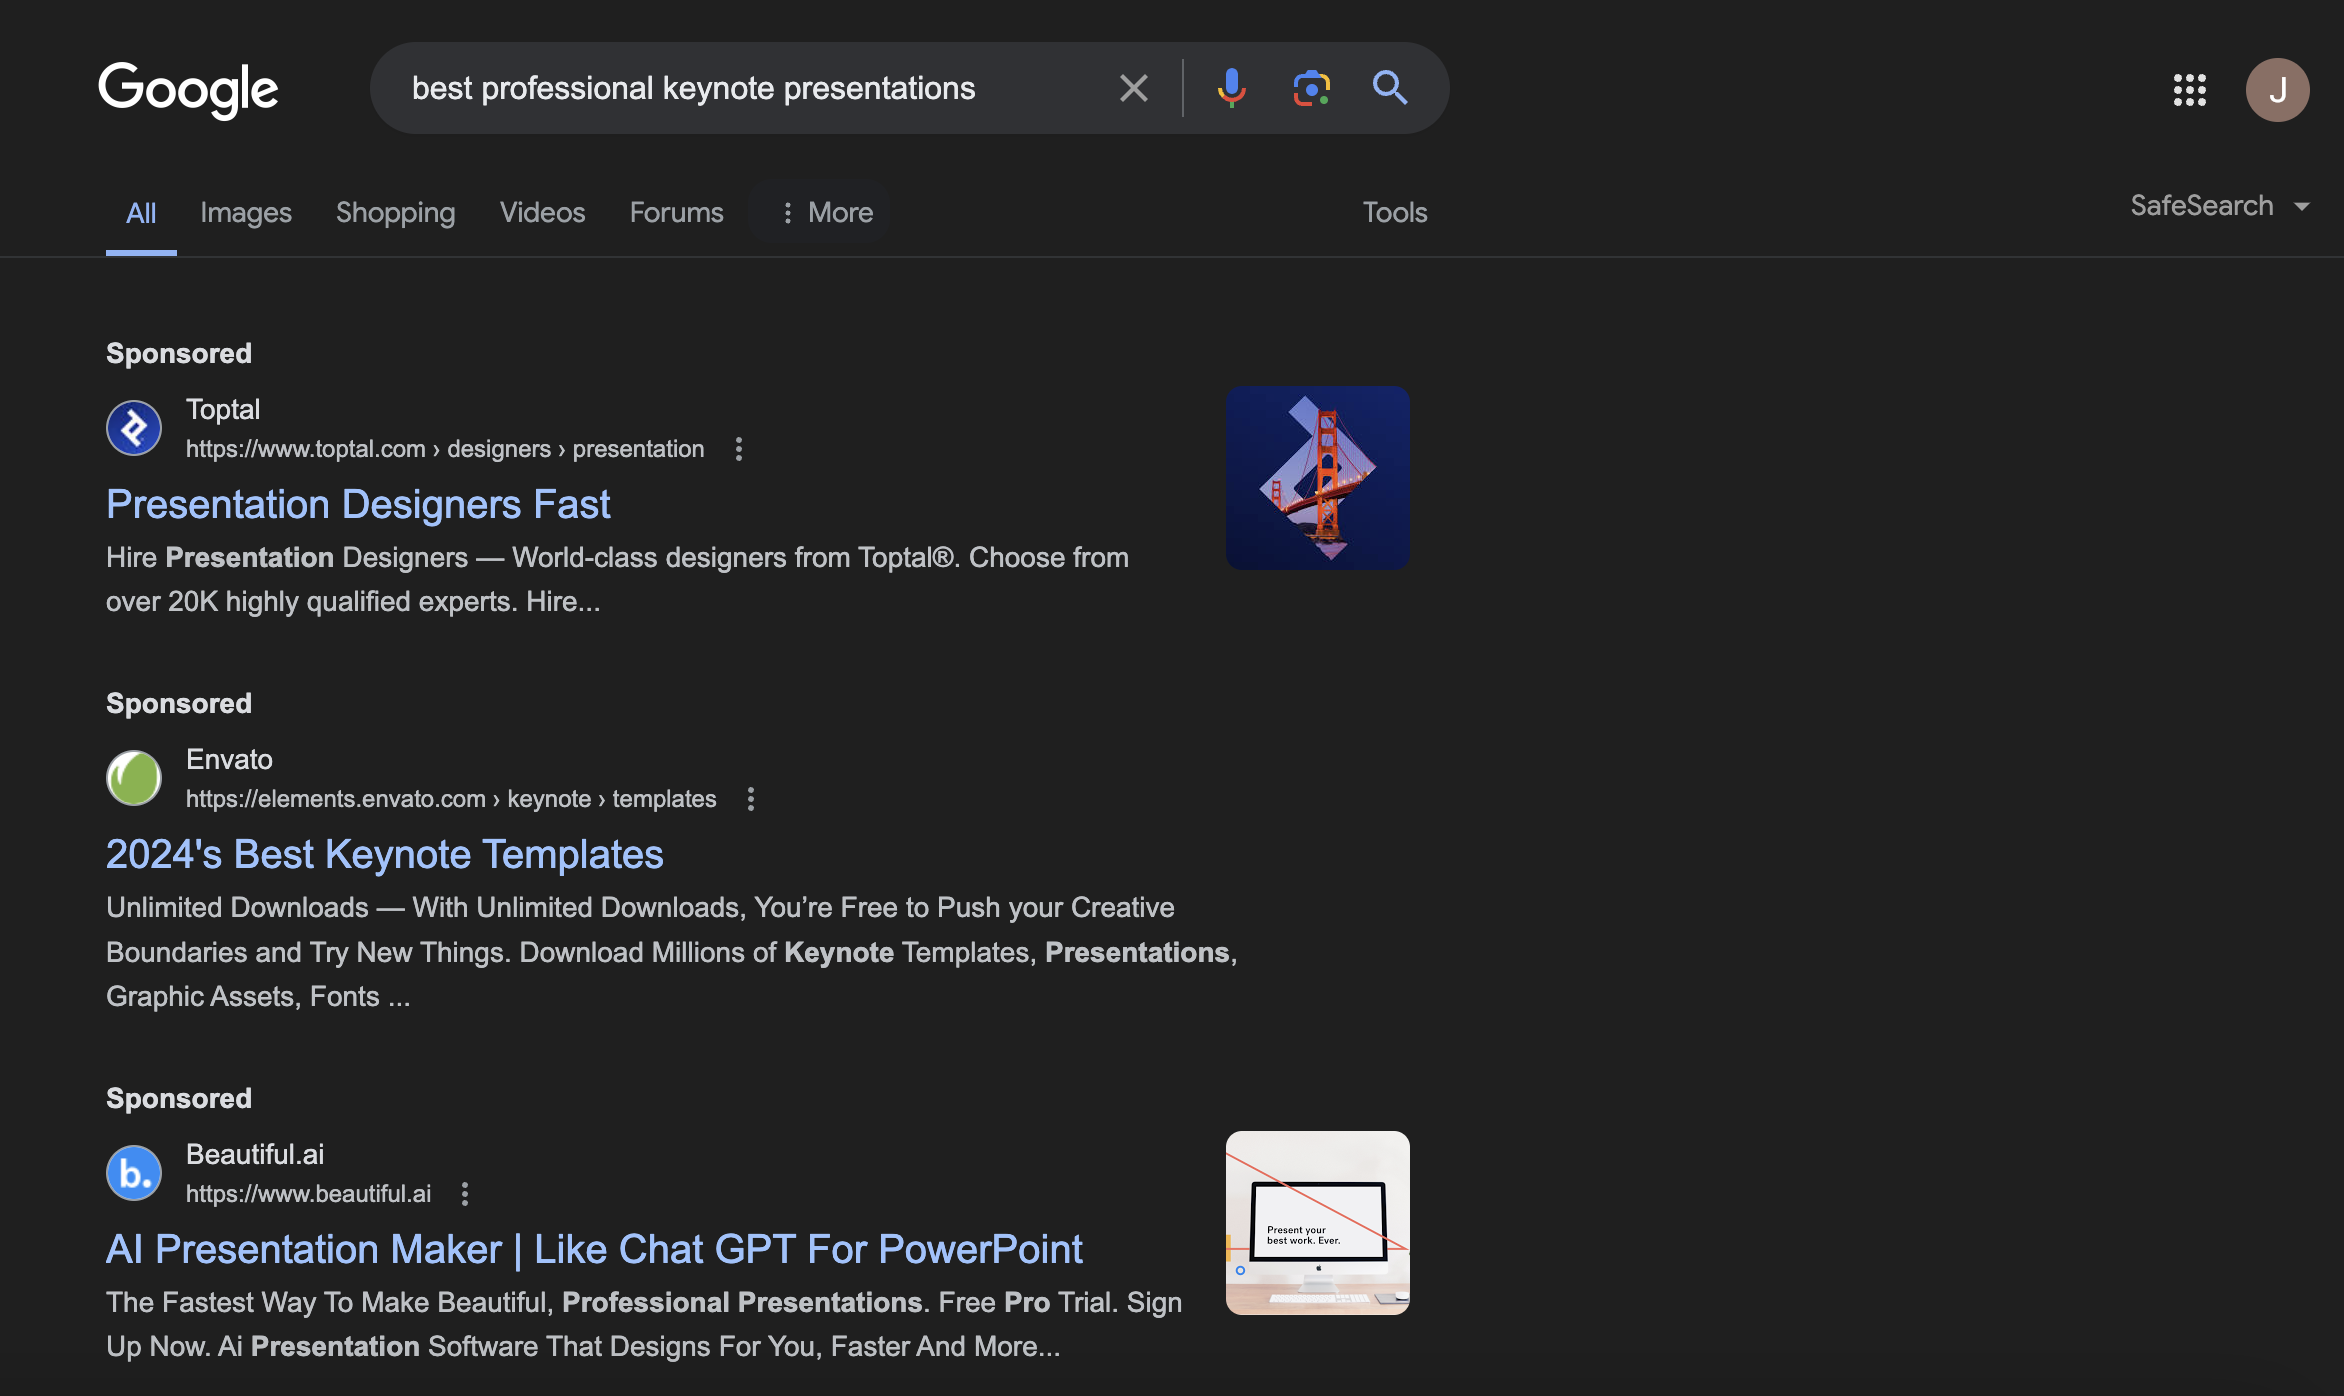 Google
best professional keynote presentations
J
All
Images
Shopping
Videos
Forums
More
Tools
SafeSearch
Sponsored
Toptal
https://www.toptal.com › designers › presentation
Presentation Designers Fast
Hire Presentation Designers — World-class designers from Toptal®. Choose from
over 20K highly qualified experts. Hire...
Sponsored
Envato
https://elements.envato.com › keynote › templates
2024's Best Keynote Templates
Unlimited Downloads — With Unlimited Downloads, You’re Free to Push your Creative
Boundaries and Try New Things. Download Millions of Keynote Templates, Presentations,
Graphic Assets, Fonts ...
Sponsored
b.
Beautiful.ai
https://www.beautiful.ai
AI Presentation Maker | Like Chat GPT For PowerPoint
The Fastest Way To Make Beautiful, Professional Presentations. Free Pro Trial. Sign
Up Now. Ai Presentation Software That Designs For You, Faster And More...
Present your
best work. Ever.